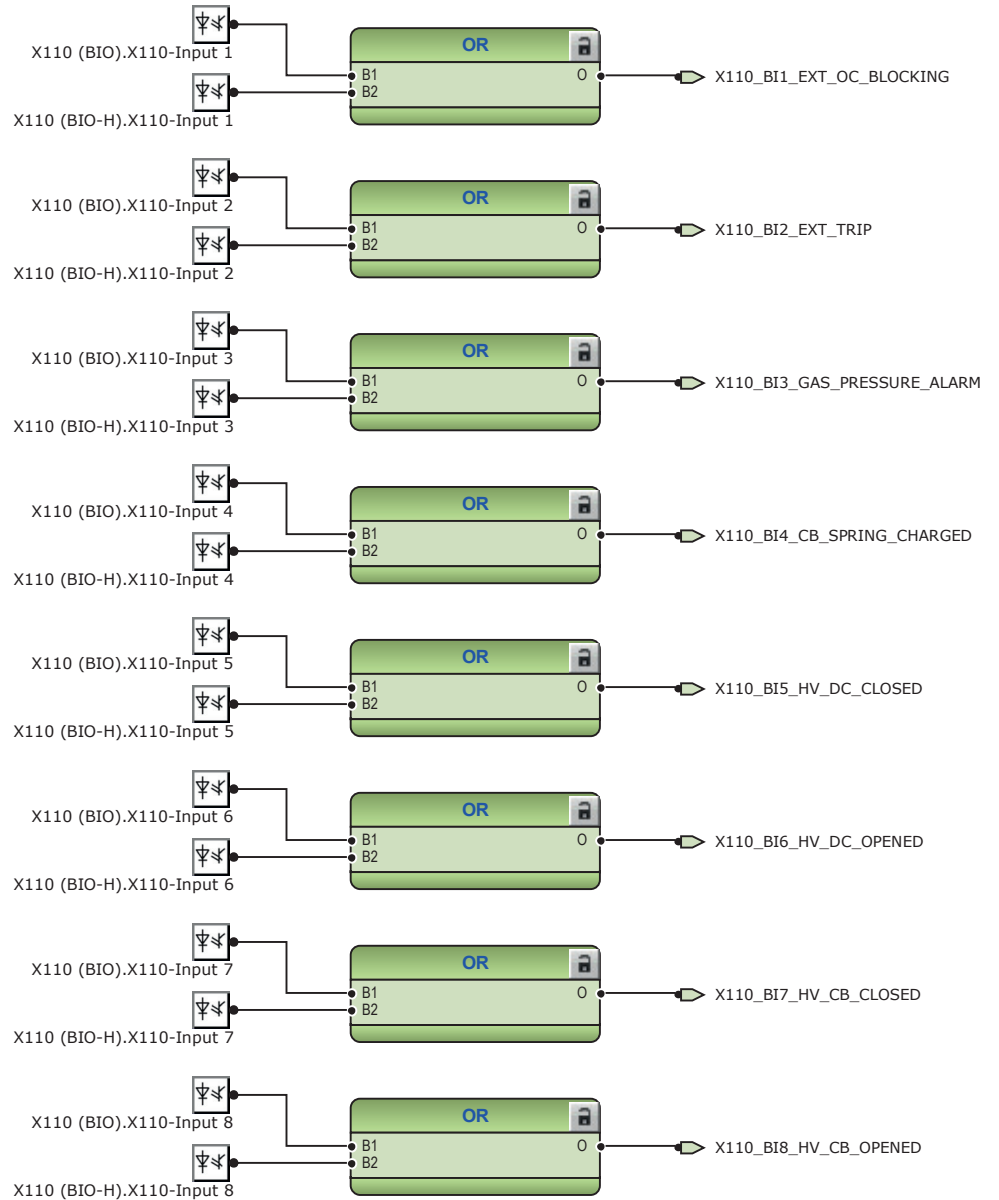 X110 (BIO).X110-Input 1
X110 (BIO-H).X110-Input 1
OR
B1
B2
O
X110_BI1_EXT_OC_BLOCKING
X110 (BIO).X110-Input 2
X110 (BIO-H).X110-Input 2
OR
B1
B2
O
X110_BI2_EXT_TRIP
X110 (BIO).X110-Input 3
X110 (BIO-H).X110-Input 3
OR
B1
B2
O
X110_BI3_GAS_PRESSURE_ALARM
X110 (BIO).X110-Input 4
X110 (BIO-H).X110-Input 4
OR
B1
B2
O
X110_BI4_CB_SPRING_CHARGED
X110 (BIO).X110-Input 5
X110 (BIO-H).X110-Input 5
OR
B1
B2
O
X110_BI5_HV_DC_CLOSED
X110 (BIO).X110-Input 6
X110 (BIO-H).X110-Input 6
OR
B1
B2
O
X110_BI6_HV_DC_OPENED
X110 (BIO).X110-Input 7
X110 (BIO-H).X110-Input 7
OR
B1
B2
O
X110_BI7_HV_CB_CLOSED
X110 (BIO).X110-Input 8
X110 (BIO-H).X110-Input 8
OR
B1
B2
O
X110_BI8_HV_CB_OPENED